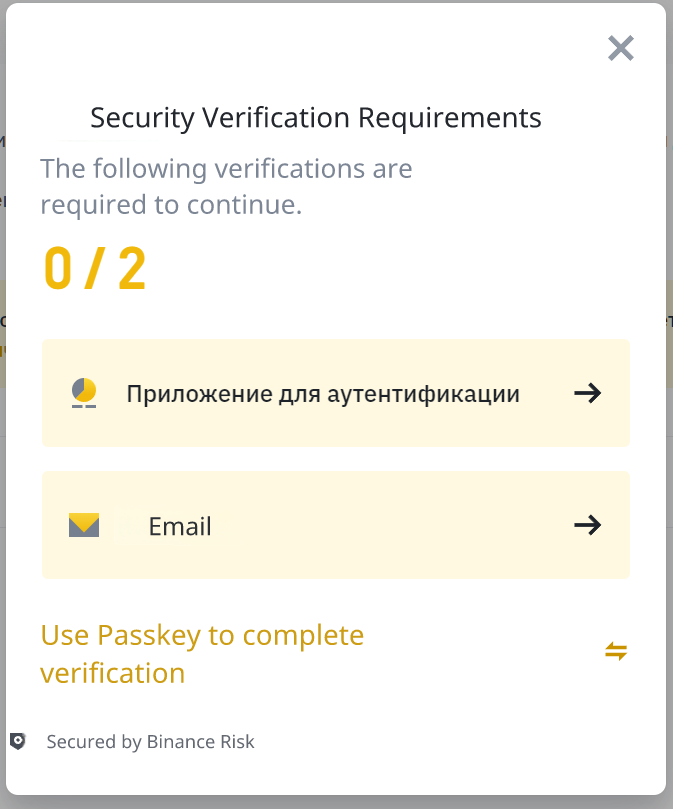 Security Verification Requirements
The following verifications are
required to continue.
0 / 2
Приложение для аутентификации
Email
Use Passkey to complete
verification
Secured by Binance Risk